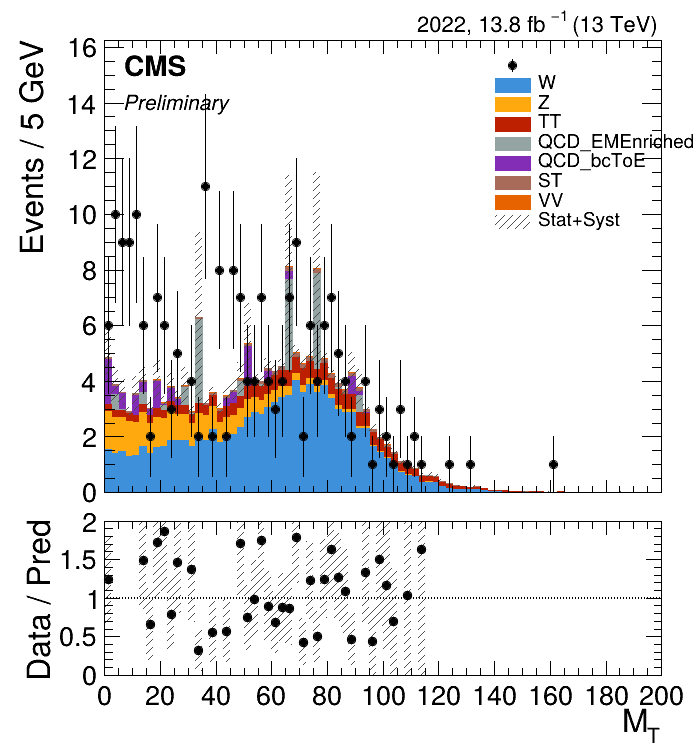 2022, 13.8 fb⁻¹ (13 TeV)
Events / 5 GeV
16
14
12
10
8
6
4
2
0
CMS
Preliminary
W
Z
TT
QCD_EMEnriched
QCD_bcToE
ST
VV
Stat+Syst
Data / Pred
2
1.5
1
0.5
0
0 20 40 60 80 100 120 140 160 180 200
M_T